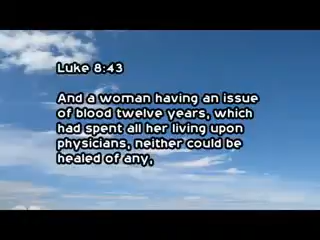 Luke 8:43
And a woman having an issue
of blood twelve years, which
had spent all her living upon
physicians, neither could be
healed of any,